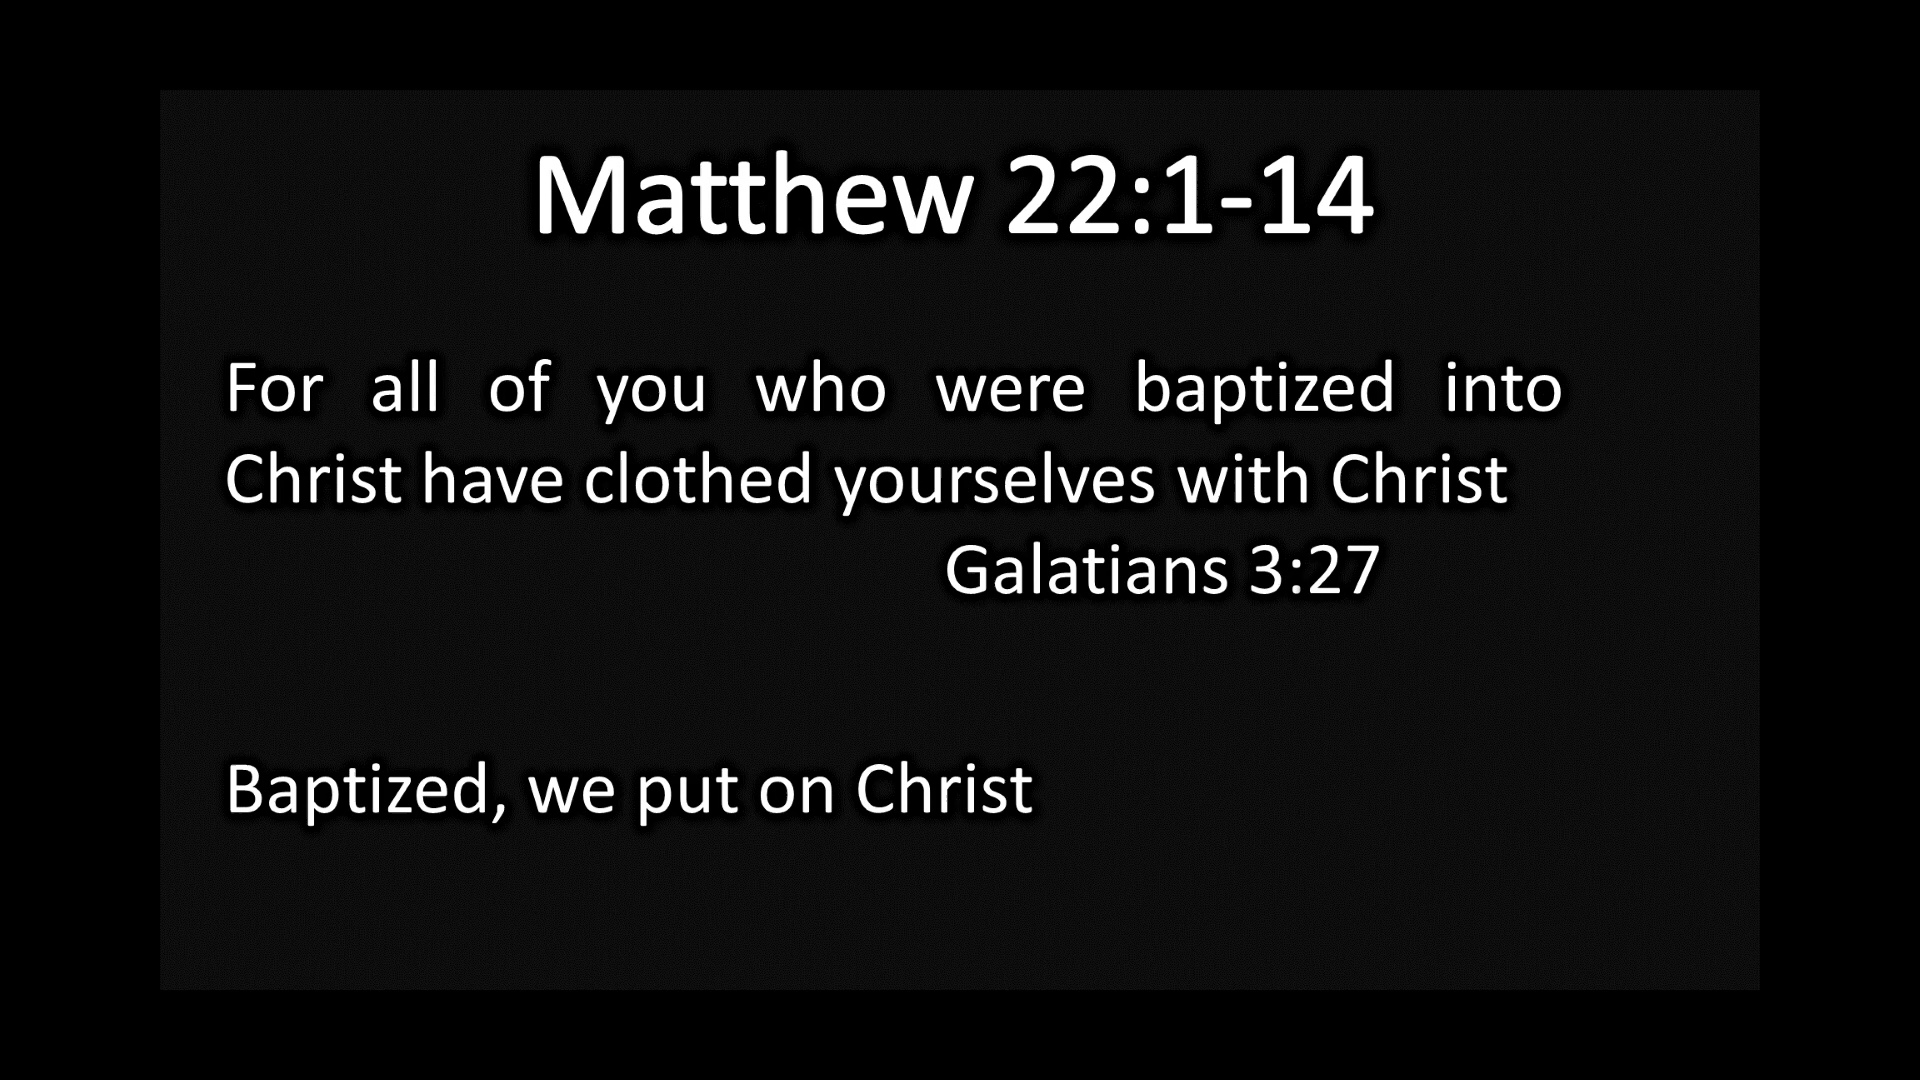 Matthew 22:1-14
For all of you who were baptized into
Christ have clothed yourselves with Christ
Galatians 3:27
Baptized, we put on Christ